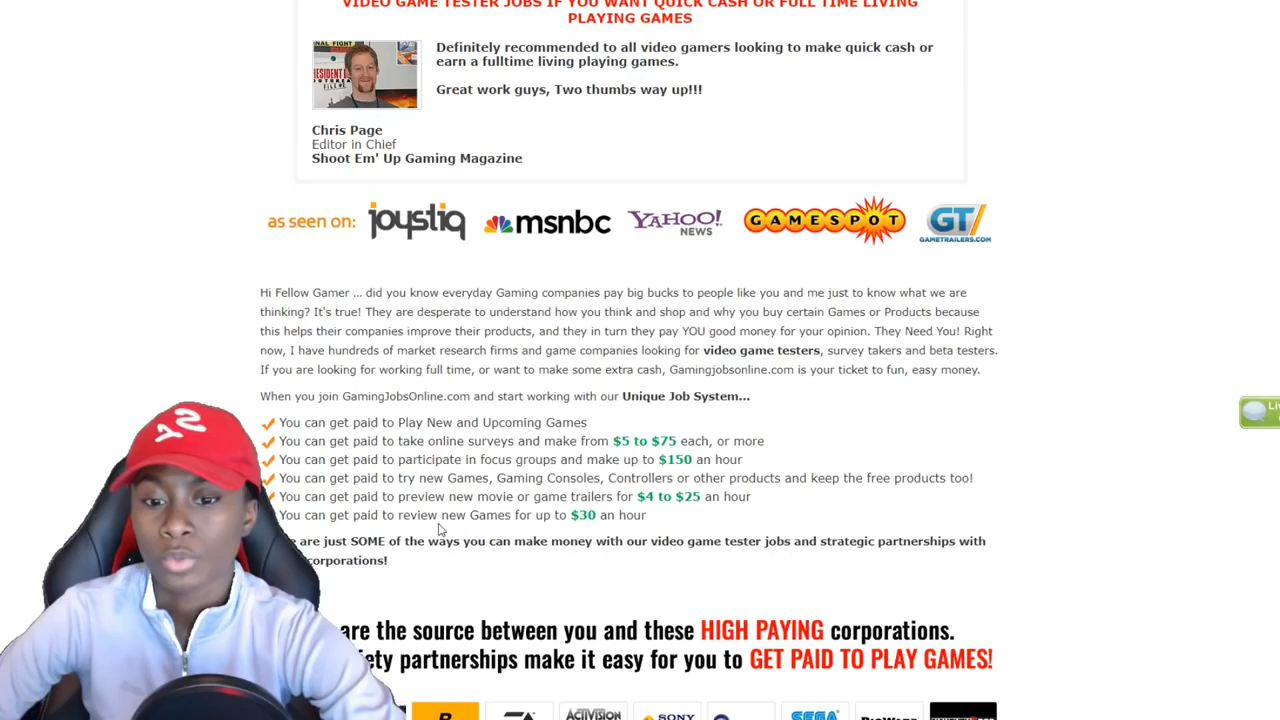 VIDEO GAME TESTER JOBS IF YOU WANT QUICK CASH OR FULL TIME LIVING
PLAYING GAMES
Definitely recommended to all video gamers looking to make quick cash or
earn a fulltime living playing games.
Great work guys, Two thumbs way up!!!
Chris Page
Editor in Chief
Shoot Em' Up Gaming Magazine
as seen on: joystiq msnbc YAHOO! NEWS GAMESPOT GT/ GAMETRAILERS.COM
Hi Fellow Gamer ... did you know everyday Gaming companies pay big bucks to people like you and me just to know what we are
thinking? It's true! They are desperate to understand how you think and shop and why you buy certain Games or Products because
this helps their companies improve their products, and they in turn they pay YOU good money for your opinion. They Need You! Right
now, I have hundreds of market research firms and game companies looking for video game testers, survey takers and beta testers.
If you are looking for working full time, or want to make some extra cash, Gamingjobsonline.com is your ticket to fun, easy money.
When you join GamingJobsOnline.com and start working with our Unique Job System...
You can get paid to Play New and Upcoming Games
You can get paid to take online surveys and make from $5 to $75 each, or more
You can get paid to participate in focus groups and make up to $150 an hour
You can get paid to try new Games, Gaming Consoles, Controllers or other products and keep the free products too!
You can get paid to preview new movie or game trailers for $4 to $25 an hour
You can get paid to review new Games for up to $30 an hour
are just SOME of the ways you can make money with our video game tester jobs and strategic partnerships with
corporations!
are the source between you and these HIGH PAYING corporations.
partnerships make it easy for you to GET PAID TO PLAY GAMES!
ACTIVISION SONY SEGA